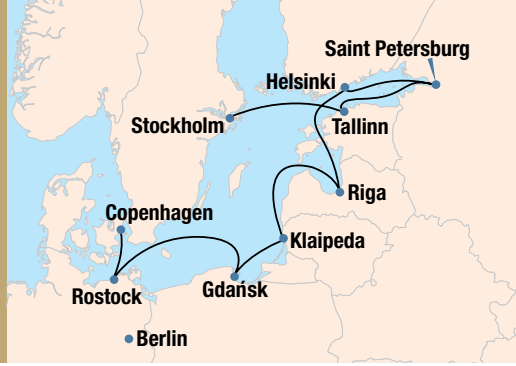 Saint Petersburg
Helsinki
Stockholm
Tallinn
Riga
Copenhagen
Klaipeda
Rostock
Gdańsk
Berlin